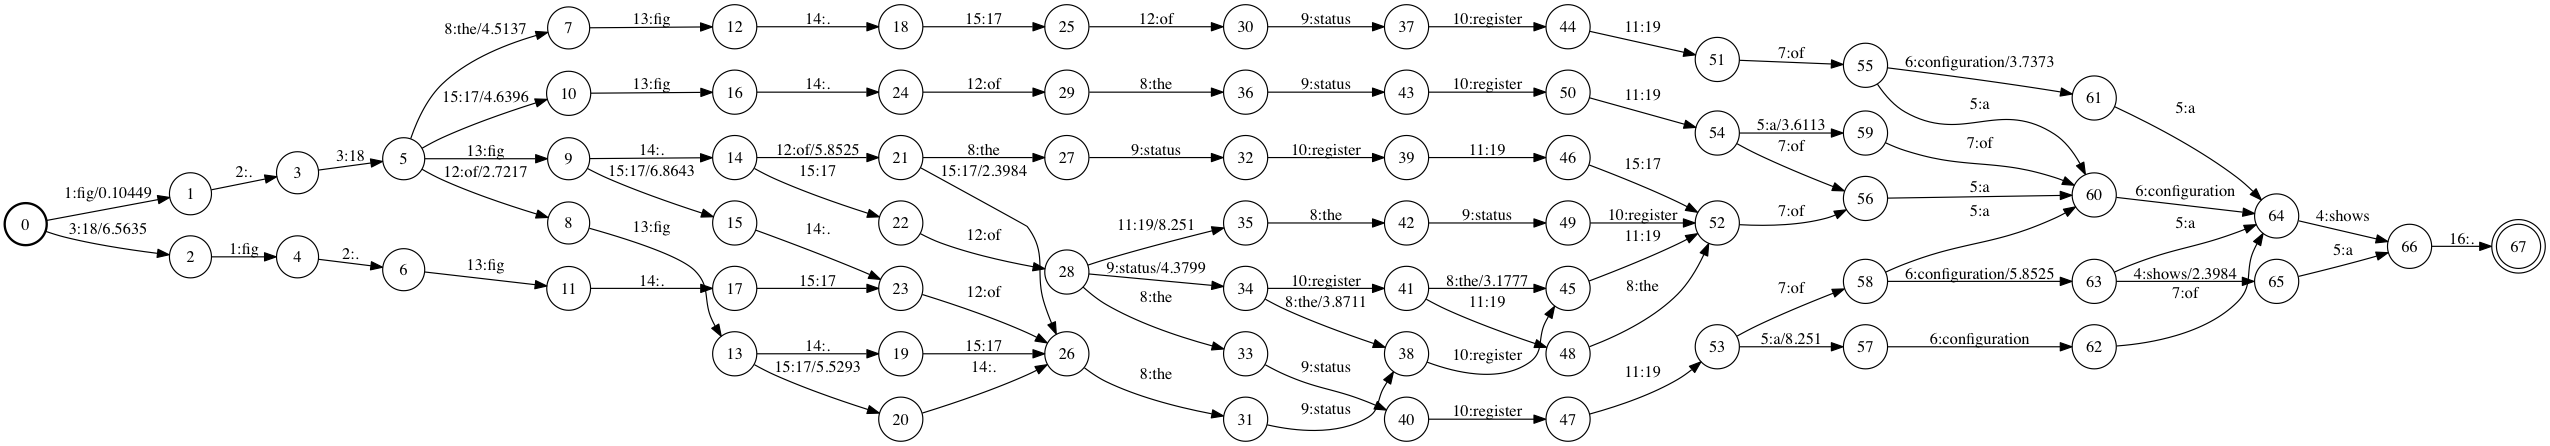 8:the/4.5137
13:fig
14:.
15:17
12:of
9:status
10:register
11:19
7:of
6:configuration/3.7373
5:a
5:a
7
12
18
25
30
37
44
51
55
61
15:17/4.6396
13:fig
14:.
12:of
8:the
9:status
10:register
11:19
5:a/3.6113
7:of
7:of
10
16
24
29
36
43
50
54
59
1:fig/0.10449
2:.
3:18
13:fig
14:.
12:of/5.8525
8:the
9:status
10:register
11:19
15:17
0
1
3
5
9
14
21
27
32
39
46
12:of/2.7217
15:17/6.8643
15:17
15:17/2.3984
3:18/6.5635
1:fig
2:.
13:fig
14:.
15:17
12:of
2
4
6
11
17
23
13:fig
14:.
12:of
8
15
22
28
11:19/8.251
8:the
9:status
10:register
7:of
5:a
6:configuration
4:shows
16:.
35
42
49
52
56
60
64
66
67
9:status/4.3799
10:register
8:the/3.1777
11:19
5:a
5:a
5:a
34
41
45
8:the/3.8711
11:19
8:the
7:of
6:configuration/5.8525
4:shows/2.3984
7:of
58
63
65
14:.
15:17
8:the
13
19
26
33
38
48
15:17/5.5293
14:.
8:the
9:status
10:register
5:a/8.251
6:configuration
53
57
62
9:status
10:register
11:19
20
31
40
47